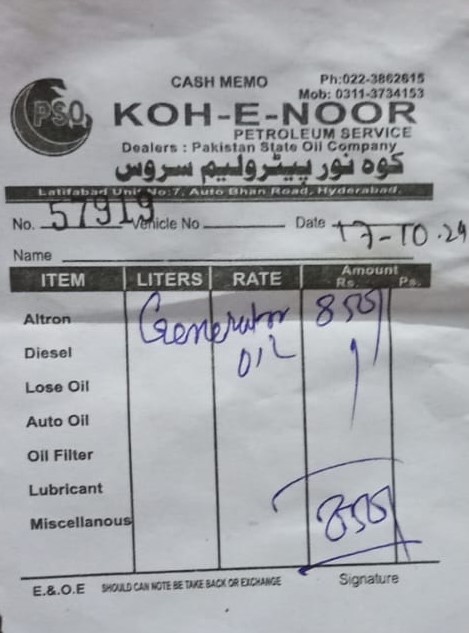 CASH MEMO Ph:022-3862615
Mob: 0311-3734153
PSO KOH-E-NOOR
PETROLEUM SERVICE
Dealers : Pakistan State Oil Company
کوہ نور پیٹرولیم سروس
Latifabad Unit No:7, Auto Bhan Road, Hyderabad.
No. 57919 Vehicle No Date 17-10-24
Name
ITEM LITERS RATE Amount
Rs. Ps.
Altron Generator 850/
Diesel OIL
Lose Oil
Auto Oil
Oil Filter
Lubricant
Miscellanous 850/
E.& O.E SHOULD CAN NOTE BE TAKE BACK OR EXCHANGE Signature